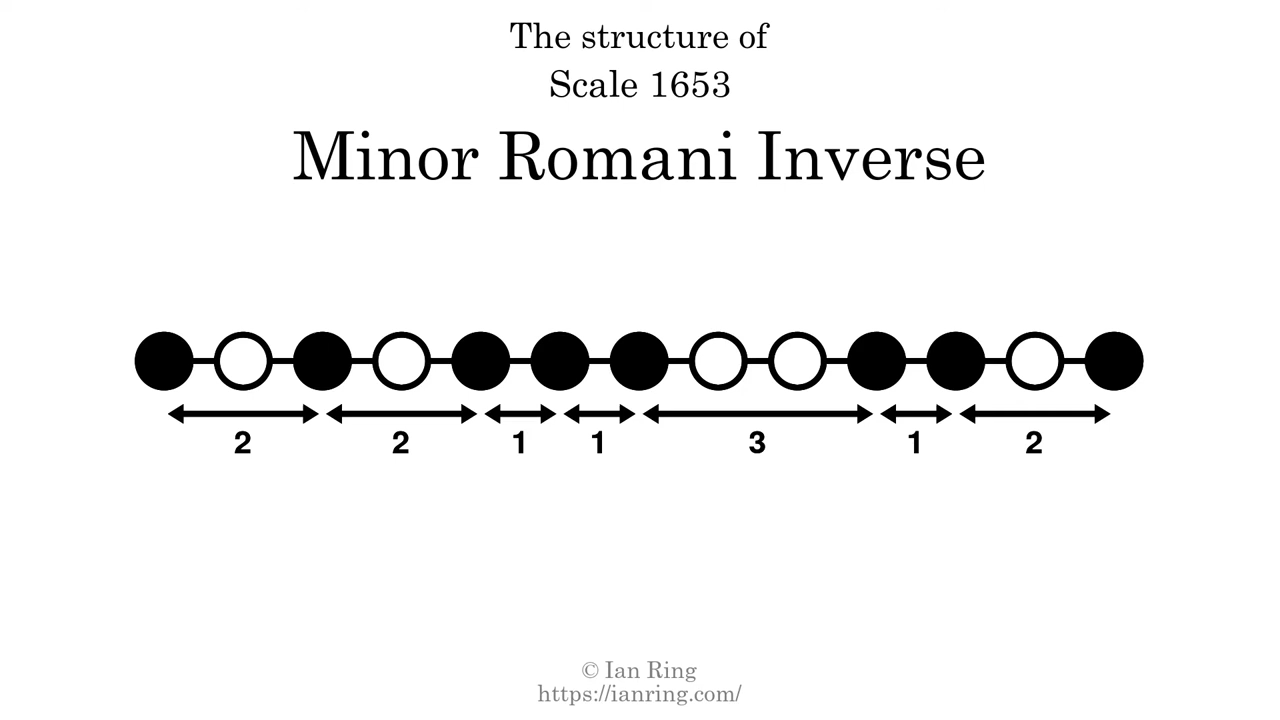 The structure of
Scale 1653
Minor Romani Inverse
2 2 1 1 3 1 2
© Ian Ring
https://ianring.com/